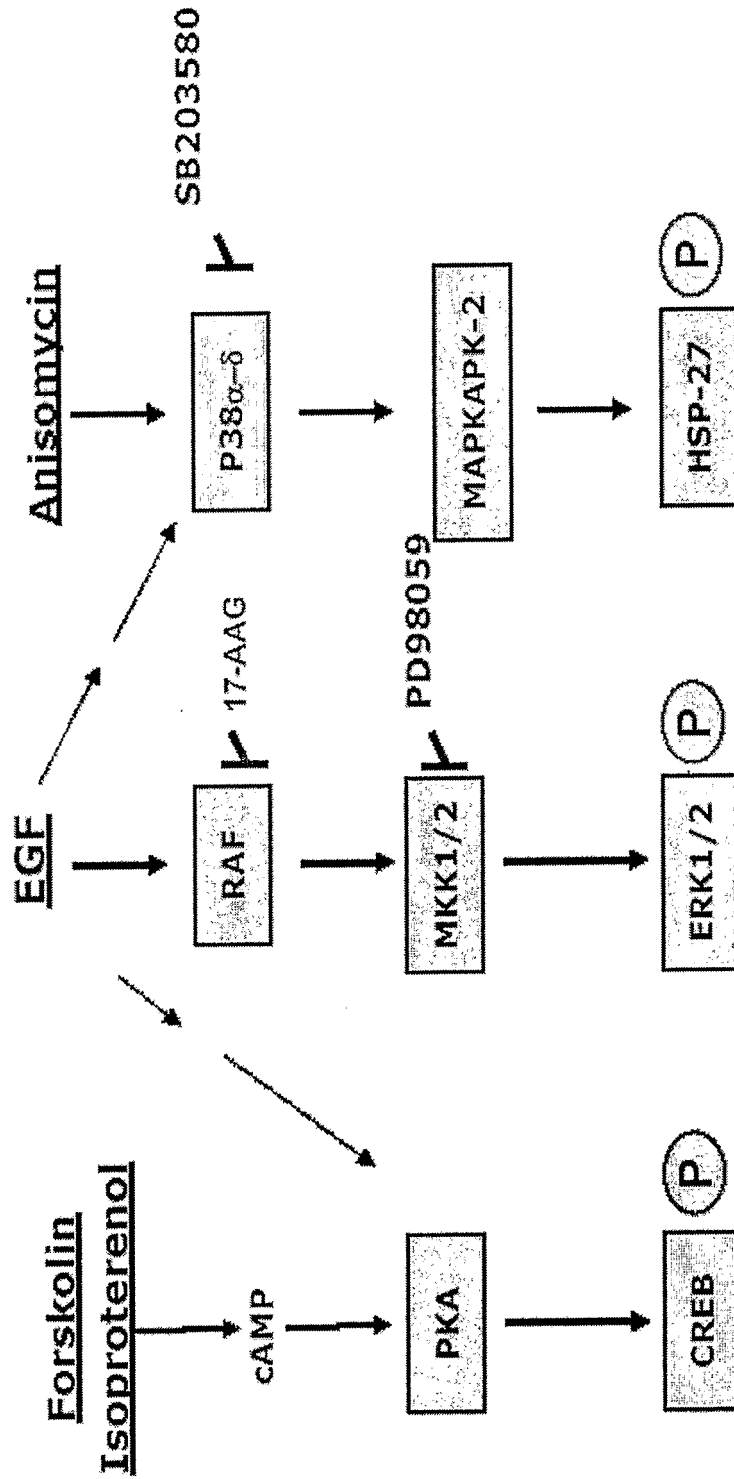 Forskolin
Isoproterenol
cAMP
PKA
CREB
P
EGF
RAF
17-AAG
MKK1/2
PD98059
ERK1/2
P
Anisomycin
P38α–δ
SB203580
MAPKAPK-2
HSP-27
P